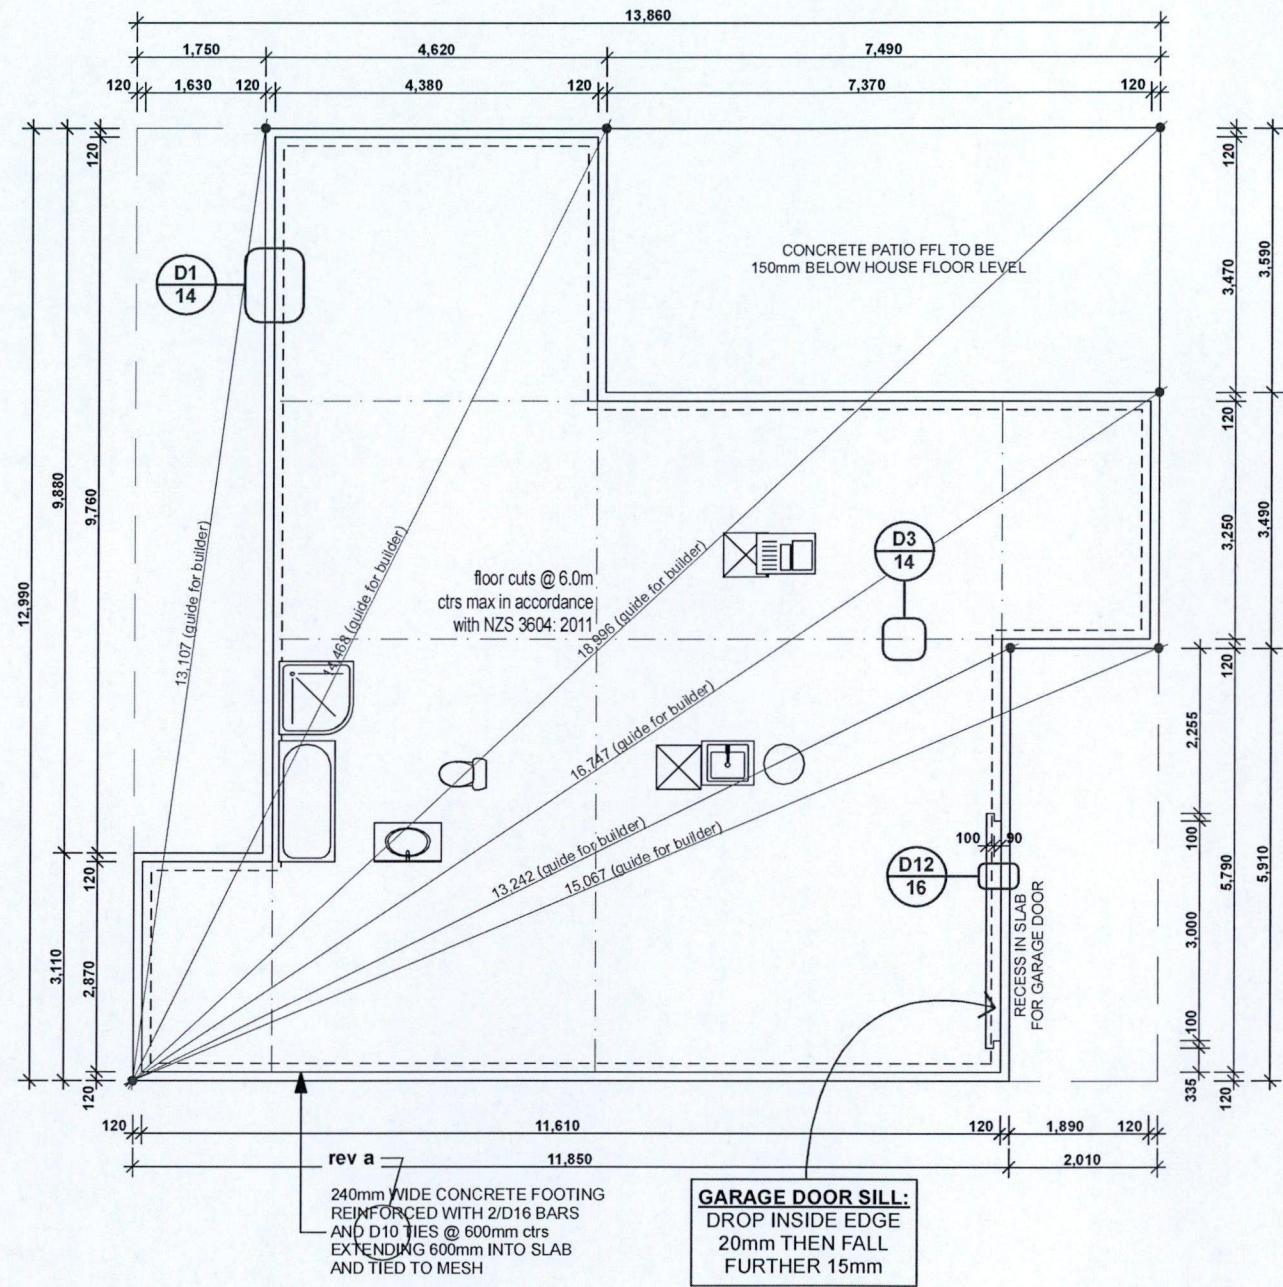 13,860
1,750 4,620 7,490
120 1,630 120 4,380 120 7,370 120
120
120
3,590
3,470
CONCRETE PATIO FFL TO BE
150mm BELOW HOUSE FLOOR LEVEL
D1
14
120
9,880
9,760
12,990
3,250
3,490
D3
14
floor cuts @ 6.0m
ctrs max in accordance
with NZS 3604: 2011
13,107 (guide for builder)
14,468 (guide for builder)
18,996 (guide for builder)
16,747 (guide for builder)
13,242 (guide for builder)
15,067 (guide for builder)
120
2,255
100 90
100
D12
16
5,790
5,910
120
3,110
2,870
3,000
RECESS IN SLAB
FOR GARAGE DOOR
100
335
120
120
120 11,610 120 1,890 120
11,850 2,010
rev a
240mm WIDE CONCRETE FOOTING
REINFORCED WITH 2/D16 BARS
AND D10 TIES @ 600mm ctrs
EXTENDING 600mm INTO SLAB
AND TIED TO MESH
GARAGE DOOR SILL:
DROP INSIDE EDGE
20mm THEN FALL
FURTHER 15mm